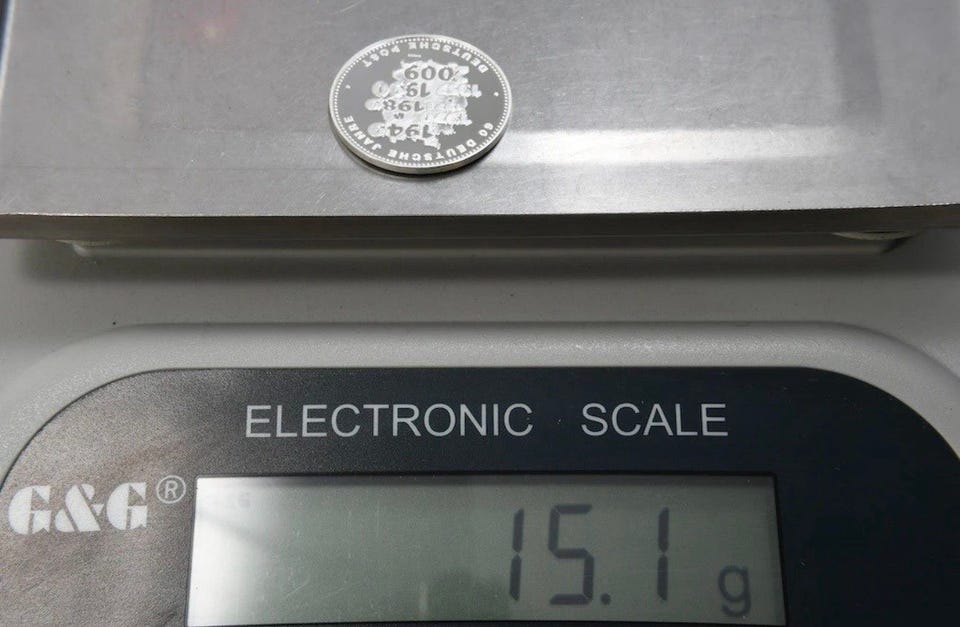 60 DEUTSCHE JAHRE
DEUTSCHE POST
ELECTRONIC SCALE
G&G®
15.1 g